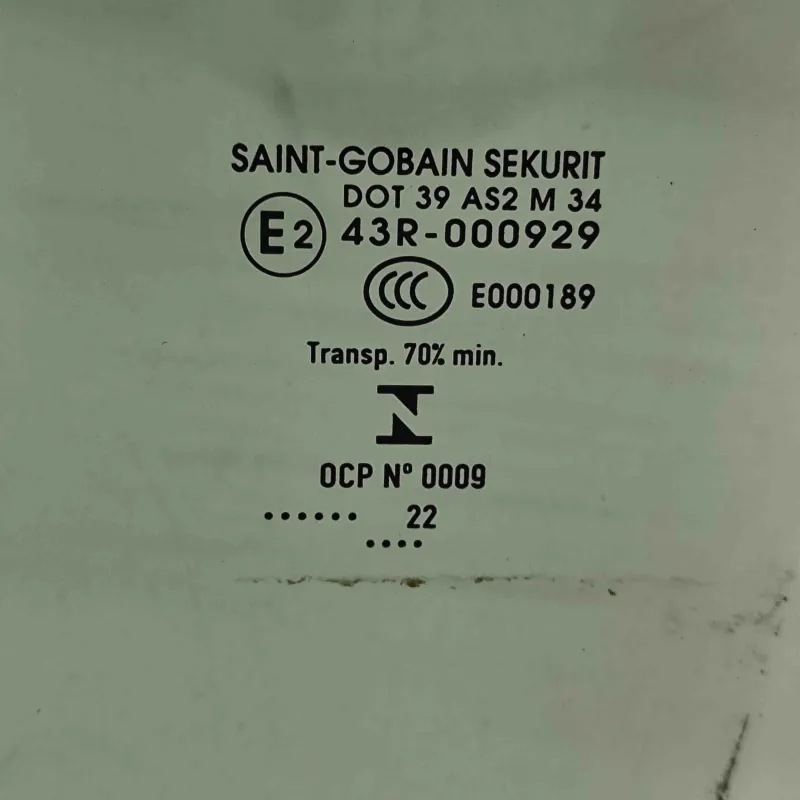 SAINT-GOBAIN SEKURIT
DOT 39 AS2 M 34
E2 43R-000929
CCC E000189
Transp. 70% min.
OCP Nº 0009
...... 22
....